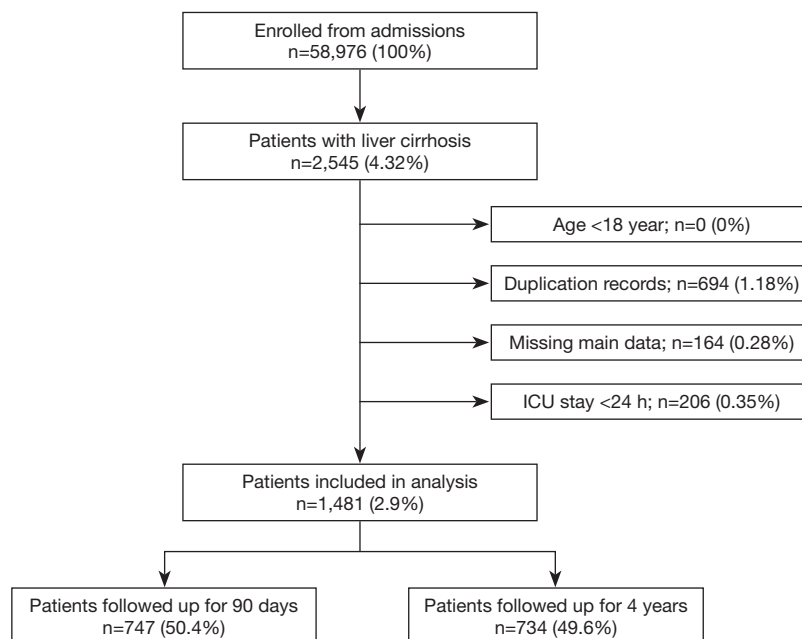 Enrolled from admissions
n=58,976 (100%)
Patients with liver cirrhosis
n=2,545 (4.32%)
Age <18 year; n=0 (0%)
Duplication records; n=694 (1.18%)
Missing main data; n=164 (0.28%)
ICU stay <24 h; n=206 (0.35%)
Patients included in analysis
n=1,481 (2.9%)
Patients followed up for 90 days
n=747 (50.4%)
Patients followed up for 4 years
n=734 (49.6%)